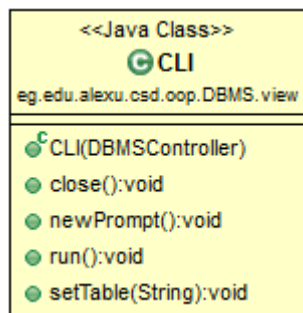 <<Java Class>>
CLI
eg.edu.alexu.csd.oop.DBMS.view
CLI(DBMSController)
close():void
newPrompt():void
run():void
setTable(String):void